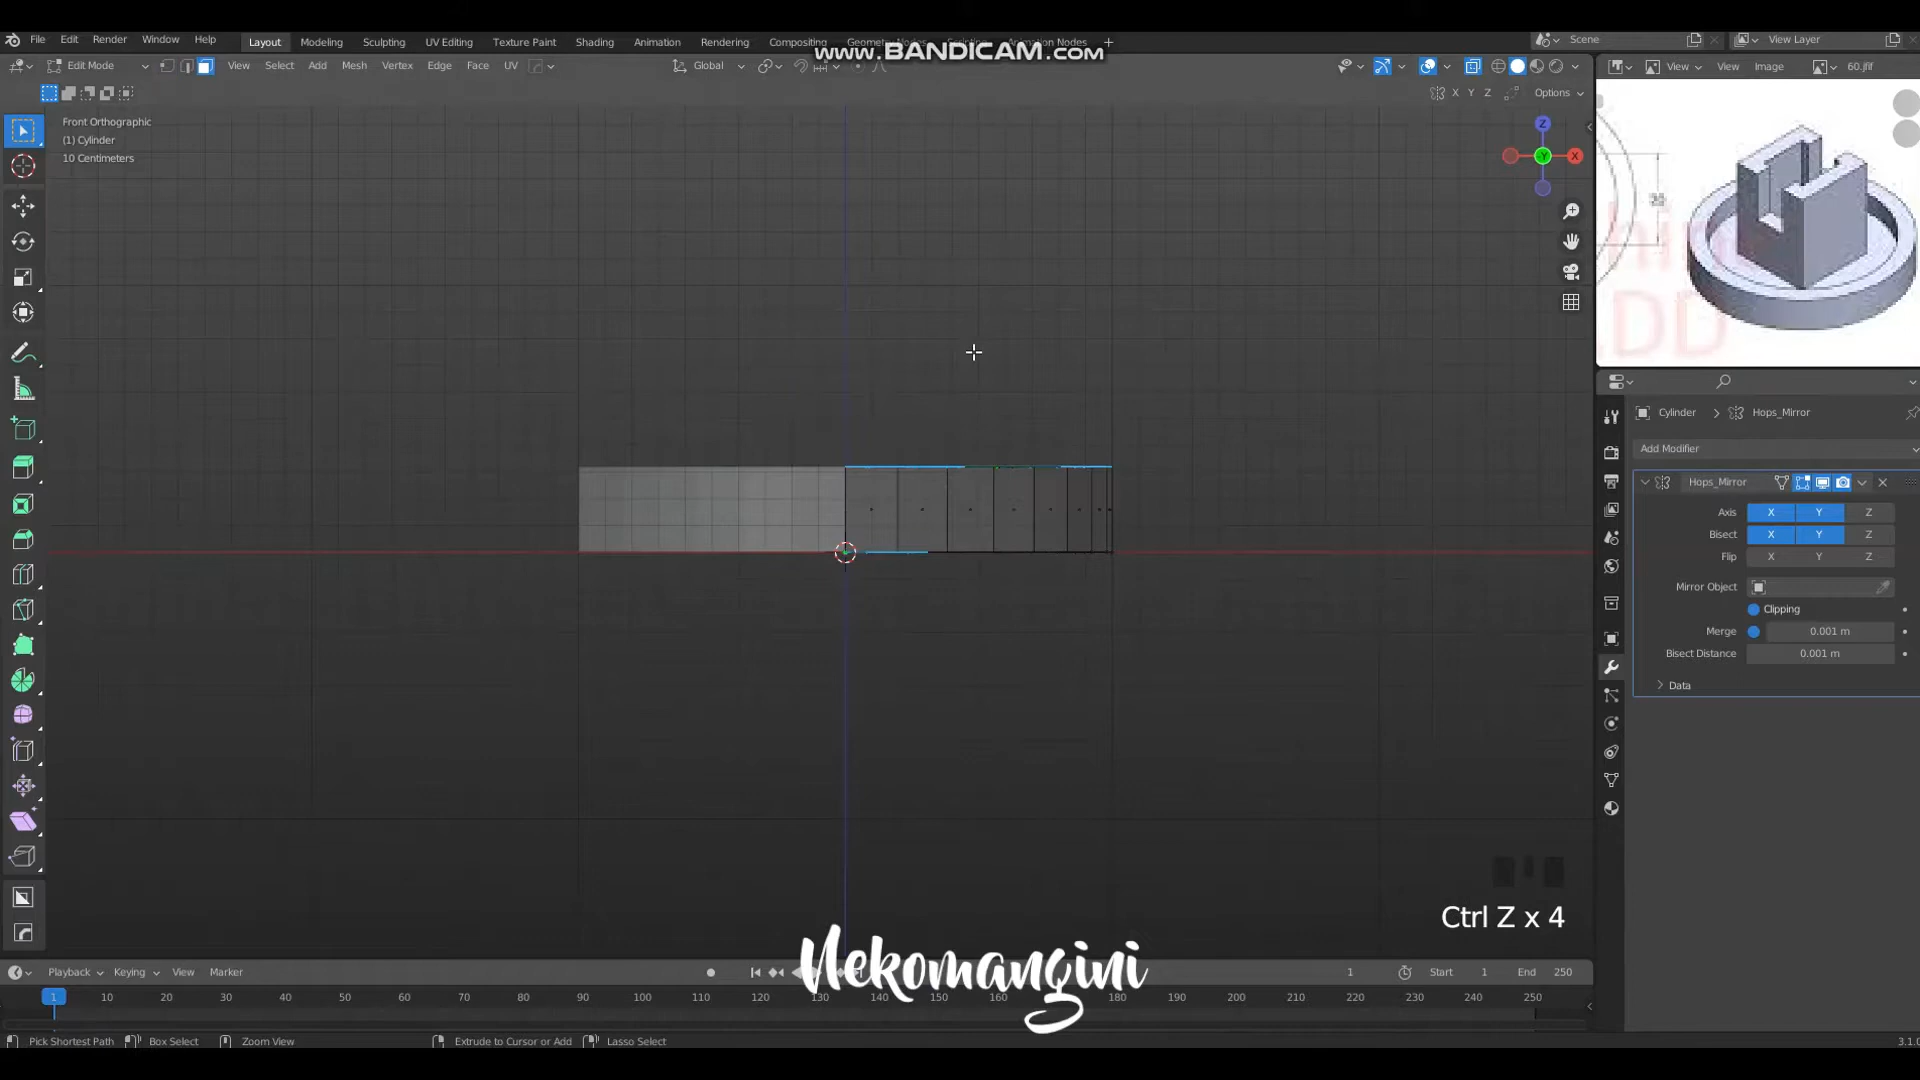 File Edit Render Window Help Layout Modeling Sculpting UV Editing Texture Paint Shading Animation Rendering Compositing
www.BANDICAM.com
Scene View Layer
Edit Mode View Select Add Mesh Vertex Edge Face UV Global View View Image 60.jfif
X Y Z Options
Front Orthographic
(1) Cylinder
10 Centimeters
Z
Y
X
Cylinder > Hops_Mirror
Add Modifier
Hops_Mirror
Axis X Y Z
Bisect X Y Z
Flip X Y Z
Mirror Object
Clipping
Merge 0.001 m
Bisect Distance 0.001 m
Data
Ctrl Z x 4
Nekomangini
Playback Keying View Marker 1 Start 1 End 250
1 10 20 30 40 50 60 70 80 90 100 110 120 130 140 150 160 170 180 190 200 210 220 230 240 250
Pick Shortest Path Box Select Zoom View Extrude to Cursor or Add Lasso Select 3.1.0